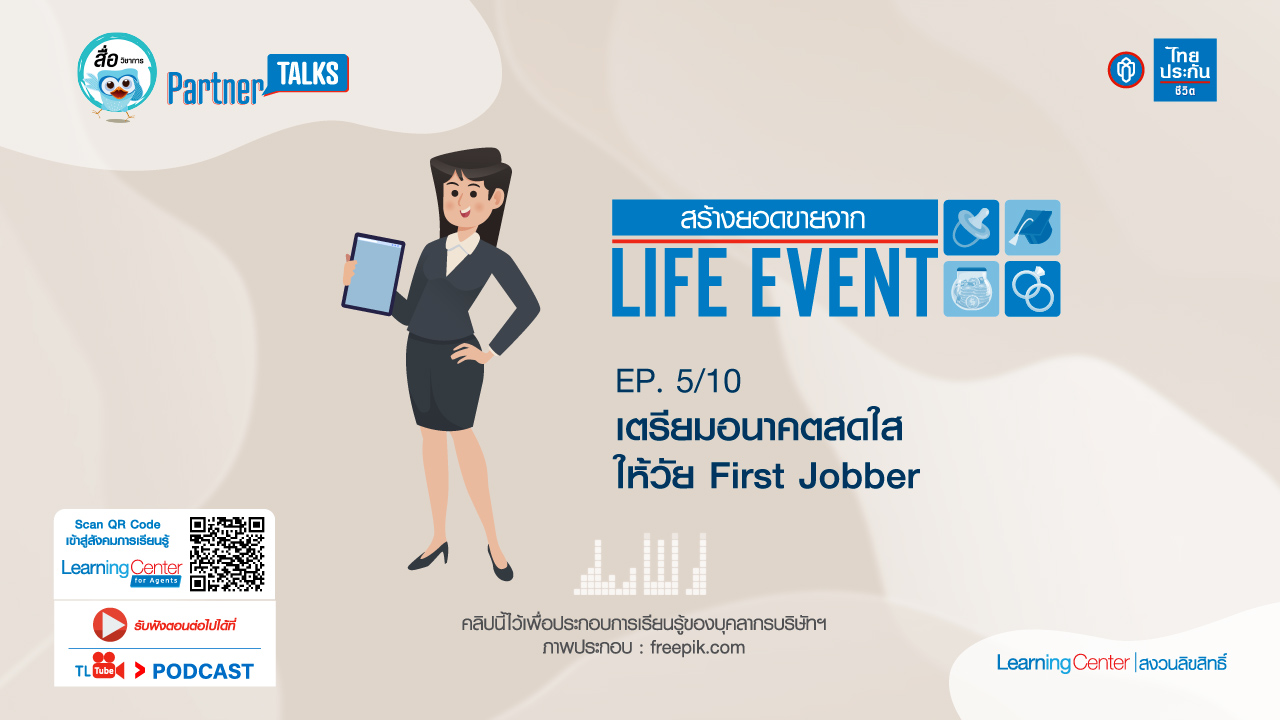 สื่อ วิชาการ
Partner TALKS
ไทย
ประกัน
ชีวิต
สร้างยอดขายจาก
LIFE EVENT
EP. 5/10
เตรียมอนาคตสดใส
ให้วัย First Jobber
Scan QR Code
เข้าสู่สังคมการเรียนรู้
Learning Center
for Agents
รับฟังตอนต่อไปได้ที่
TL Tube > PODCAST
คลิปนี้ไว้เพื่อประกอบการเรียนรู้ของบุคลากรบริษัทฯ
ภาพประกอบ : freepik.com
Learning Center | สงวนลิขสิทธิ์